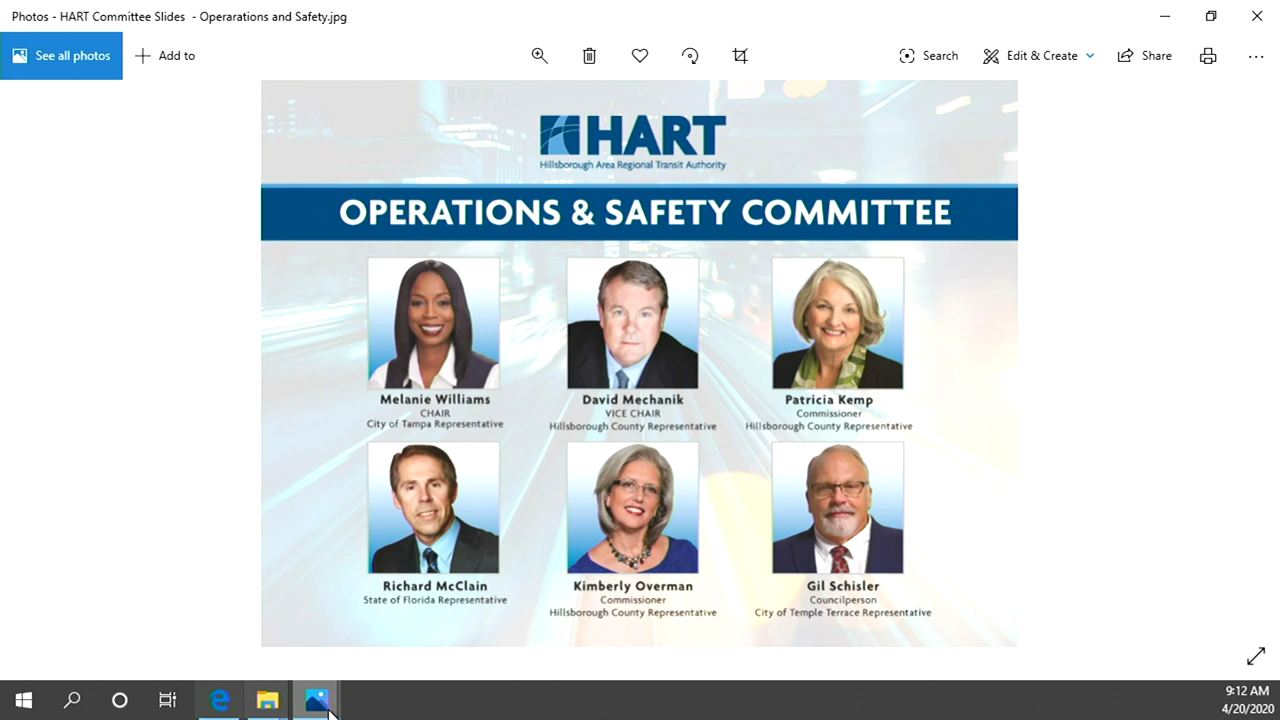 Photos - HART Committee Slides - Operarations and Safety.jpg
See all photos
Add to
Search
Edit & Create
Share
HART
Hillsborough Area Regional Transit Authority
OPERATIONS & SAFETY COMMITTEE
Melanie Williams
CHAIR
City of Tampa Representative
David Mechanik
VICE CHAIR
Hillsborough County Representative
Patricia Kemp
Commissioner
Hillsborough County Representative
Richard McClain
State of Florida Representative
Kimberly Overman
Commissioner
Hillsborough County Representative
Gil Schisler
Councilperson
City of Temple Terrace Representative
9:12 AM
4/20/2020